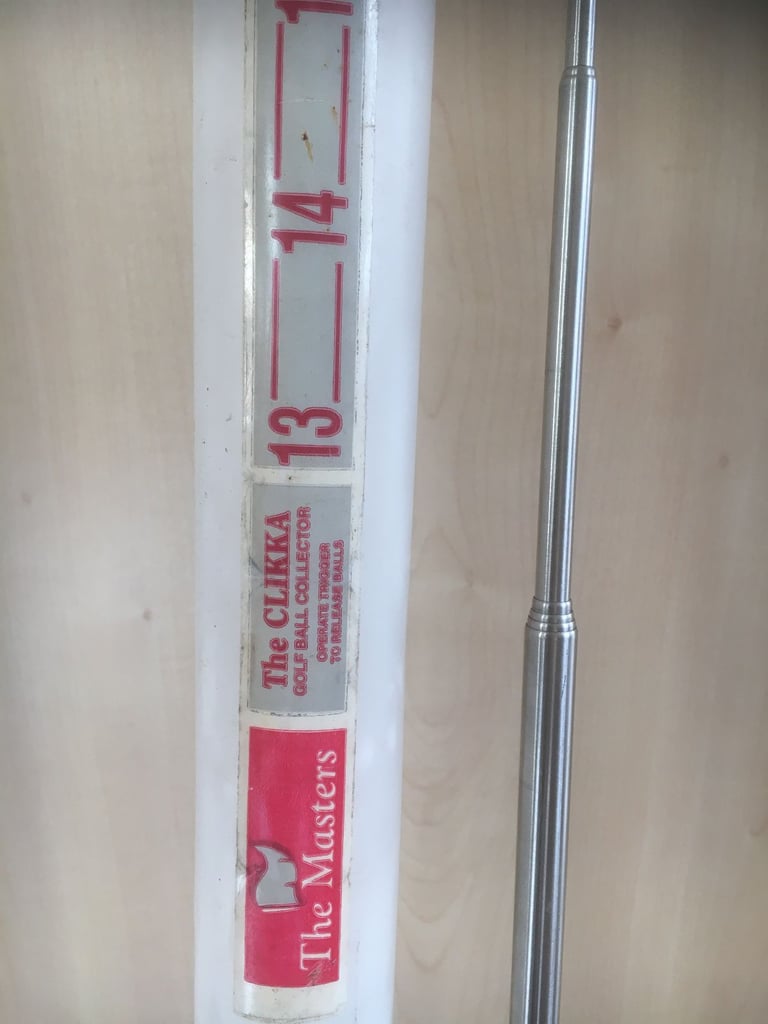 The Masters
The CLIKKA
GOLF BALL COLLECTOR
OPERATE TRIGGER
TO RELEASE BALLS
13
14